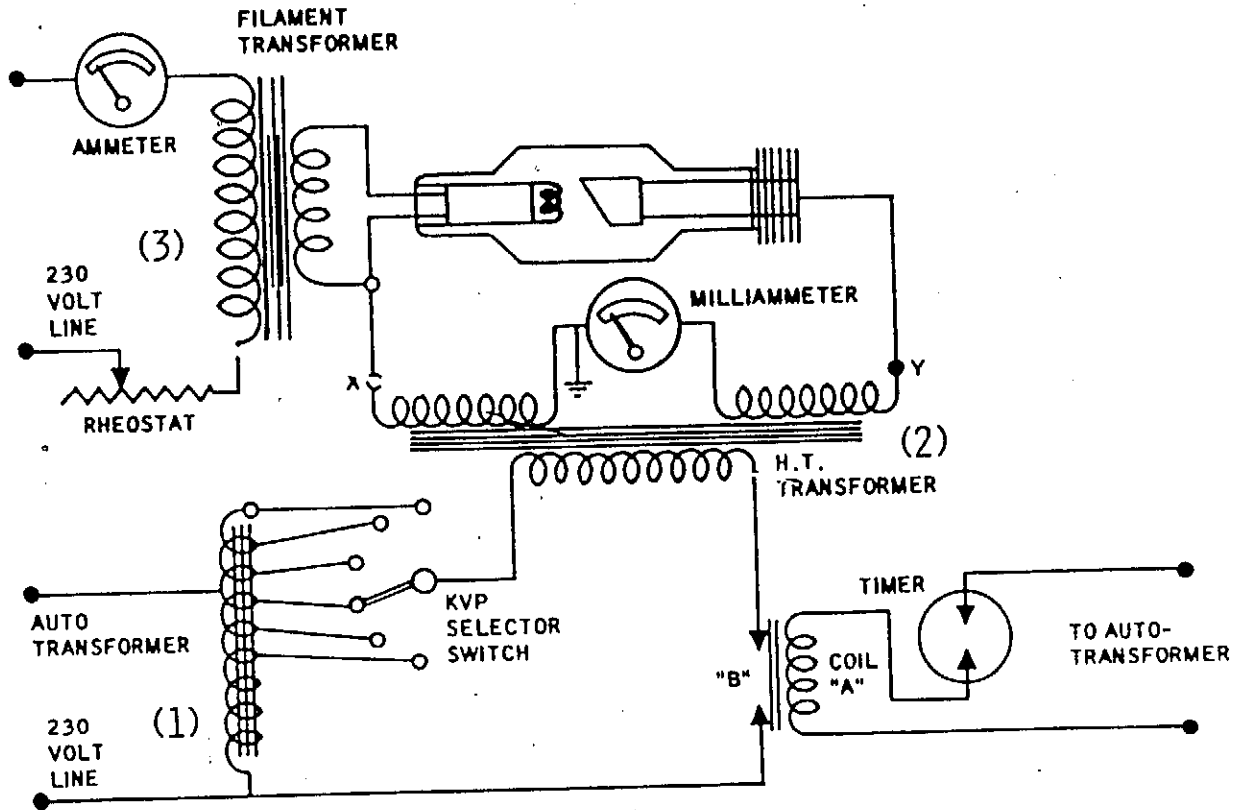 FILAMENT
TRANSFORMER
AMMETER
(3)
230
VOLT
LINE
RHEOSTAT
MILLIAMMETER
X
Y
(2)
H.T.
TRANSFORMER
AUTO
TRANSFORMER
KVP
SELECTOR
SWITCH
TIMER
TO AUTO-
TRANSFORMER
"B"
COIL
"A"
(1)
230
VOLT
LINE